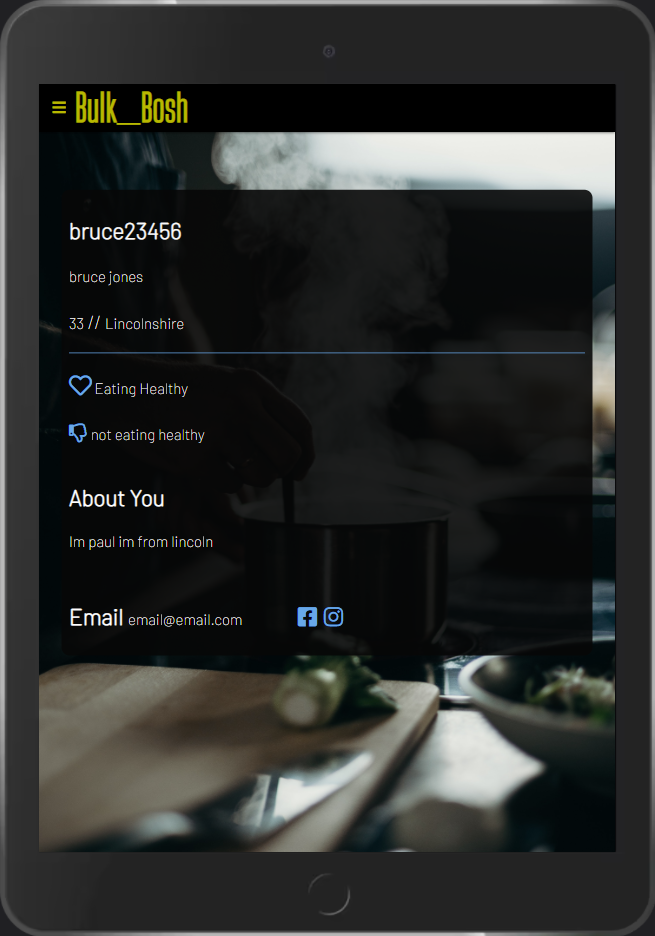 Bulk__Bosh
bruce23456
bruce jones
33 // Lincolnshire
Eating Healthy
not eating healthy
About You
Im paul im from lincoln
Email email@email.com